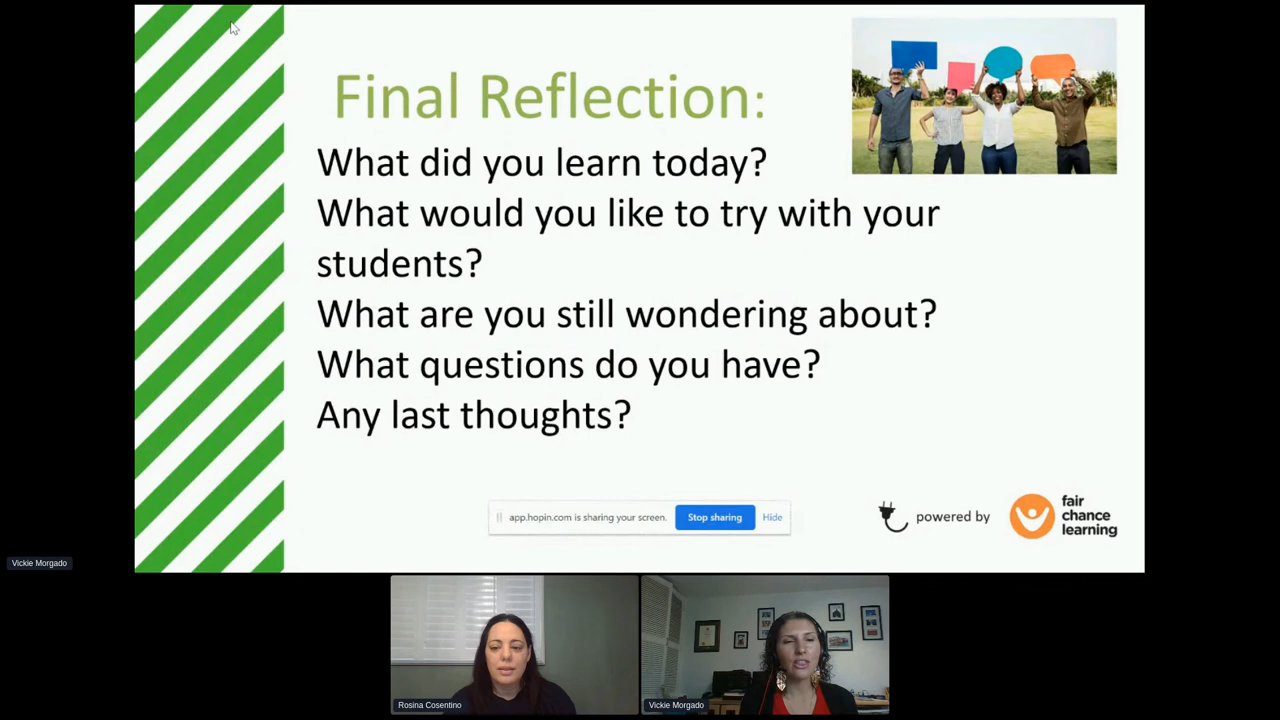 Final Reflection:
What did you learn today?
What would you like to try with your
students?
What are you still wondering about?
What questions do you have?
Any last thoughts?
app.hopin.com is sharing your screen.
Stop sharing
Hide
powered by
fair
chance
learning
Vickie Morgado
Rosina Cosentino
Vickie Morgado